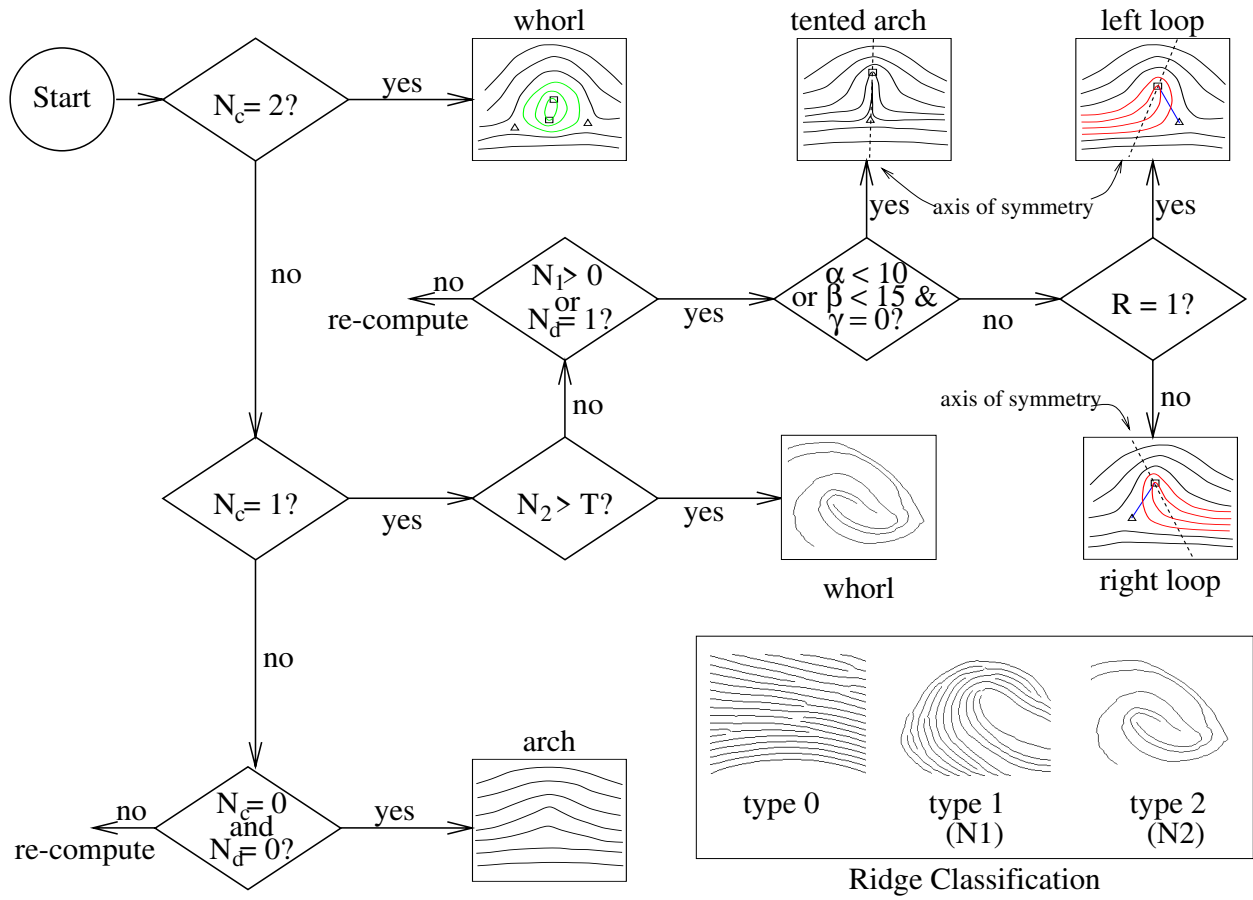 whorl
tented arch
left loop
Start
N_c = 2?
yes
yes
axis of symmetry
yes
no
no
re-compute
N_1 > 0
or
N_d = 1?
yes
α < 10
or β < 15 &
γ = 0?
no
R = 1?
no
axis of symmetry
no
N_c = 1?
yes
N_2 > T?
yes
whorl
right loop
no
arch
no
re-compute
N_c = 0
and
N_d = 0?
yes
type 0
type 1
(N1)
type 2
(N2)
Ridge Classification